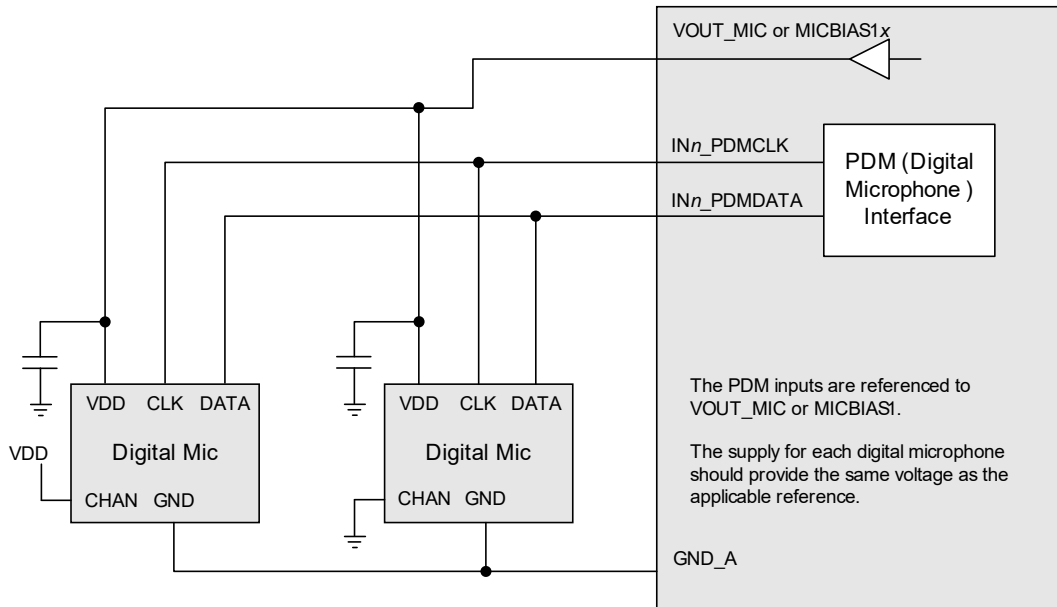 VOUT_MIC or MICBIAS1x
INn_PDMCLK
PDM (Digital
Microphone )
Interface
INn_PDMDATA
VDD CLK DATA
Digital Mic
VDD
CHAN GND
VDD CLK DATA
Digital Mic
CHAN GND
The PDM inputs are referenced to
VOUT_MIC or MICBIAS1.
The supply for each digital microphone
should provide the same voltage as the
applicable reference.
GND_A